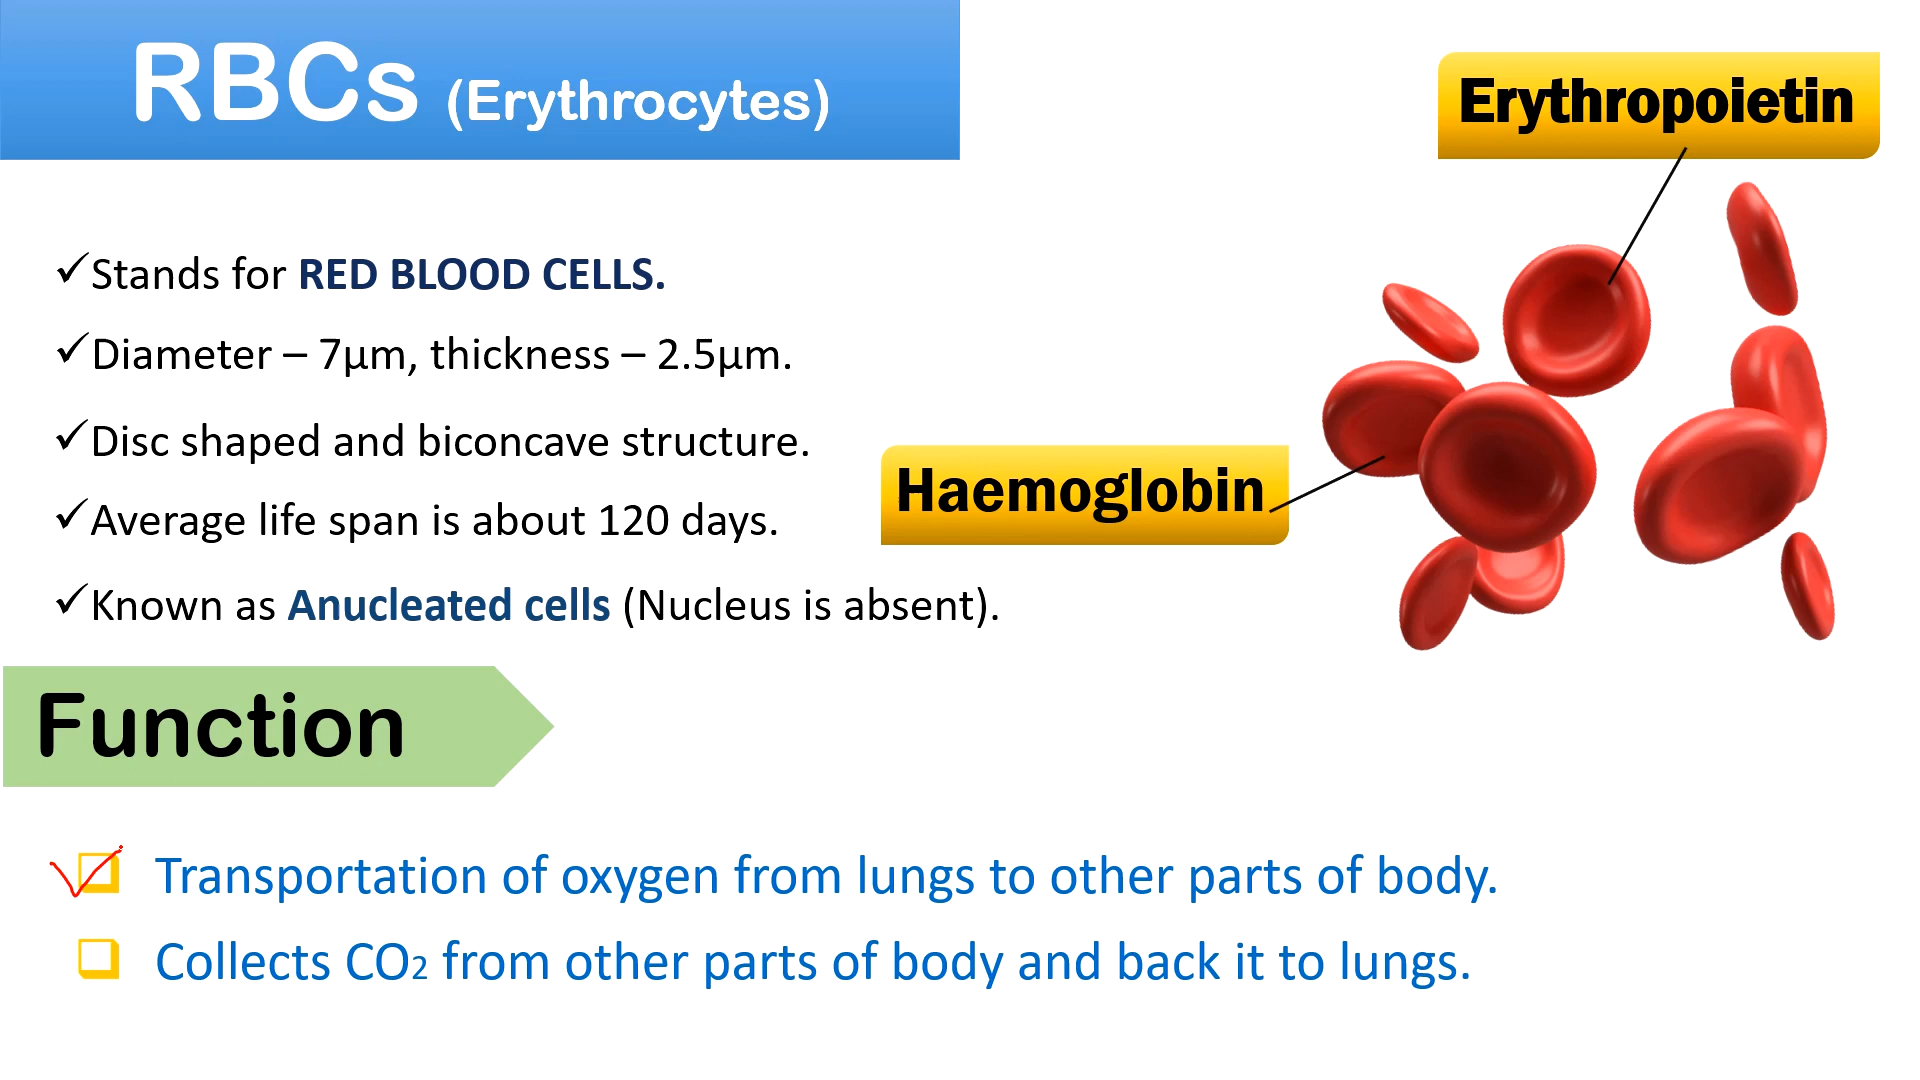 RBCs (Erythrocytes)
Erythropoietin
✓Stands for RED BLOOD CELLS.
✓Diameter – 7µm, thickness – 2.5µm.
✓Disc shaped and biconcave structure.
Haemoglobin
✓Average life span is about 120 days.
✓Known as Anucleated cells (Nucleus is absent).
Function
Transportation of oxygen from lungs to other parts of body.
Collects CO₂ from other parts of body and back it to lungs.